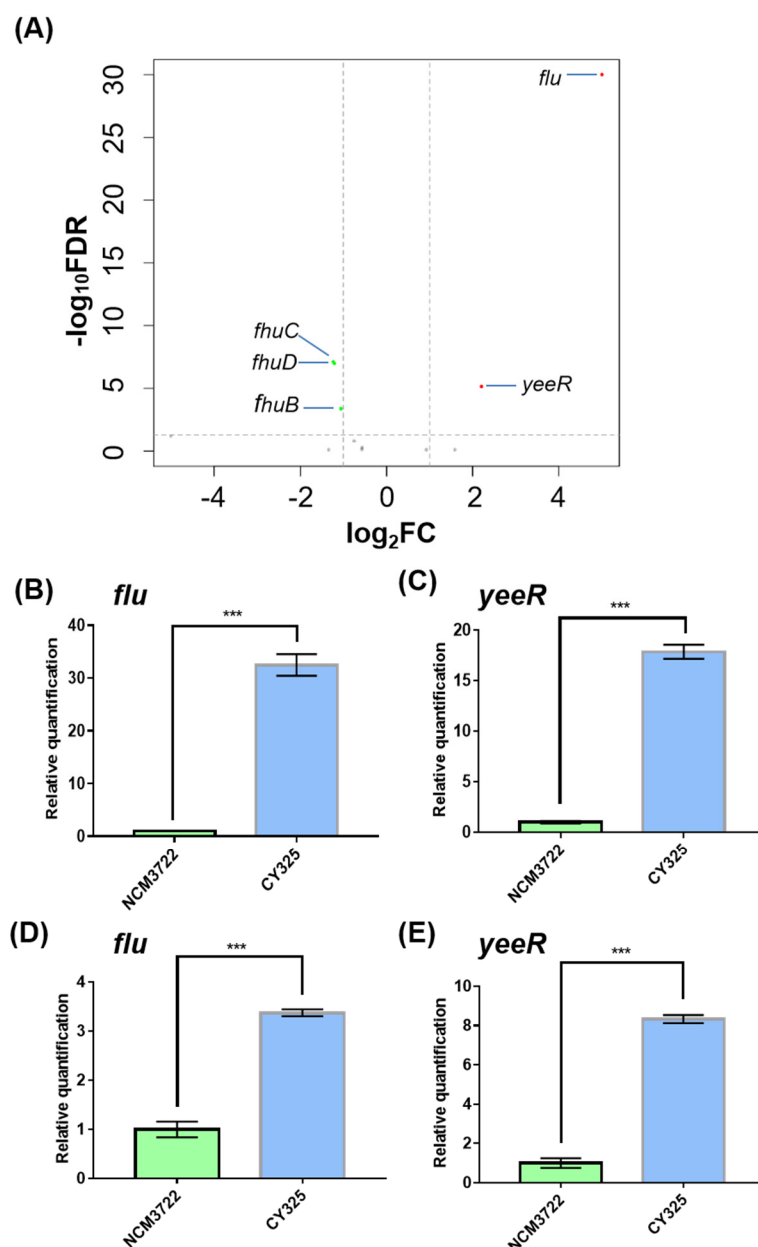 (A)
30
25
20
15
10
5
0
-log₁₀FDR
flu
fhuC
fhuD
fhuB
yeeR
-4 -2 0 2 4
log₂FC
(B) flu
***
40
30
20
10
0
Relative quantification
NCM3722 CY325
(C) yeeR
***
20
15
10
5
0
Relative quantification
NCM3722 CY325
(D) flu
***
4
3
2
1
0
Relative quantification
NCM3722 CY325
(E) yeeR
***
10
8
6
4
2
0
Relative quantification
NCM3722 CY325